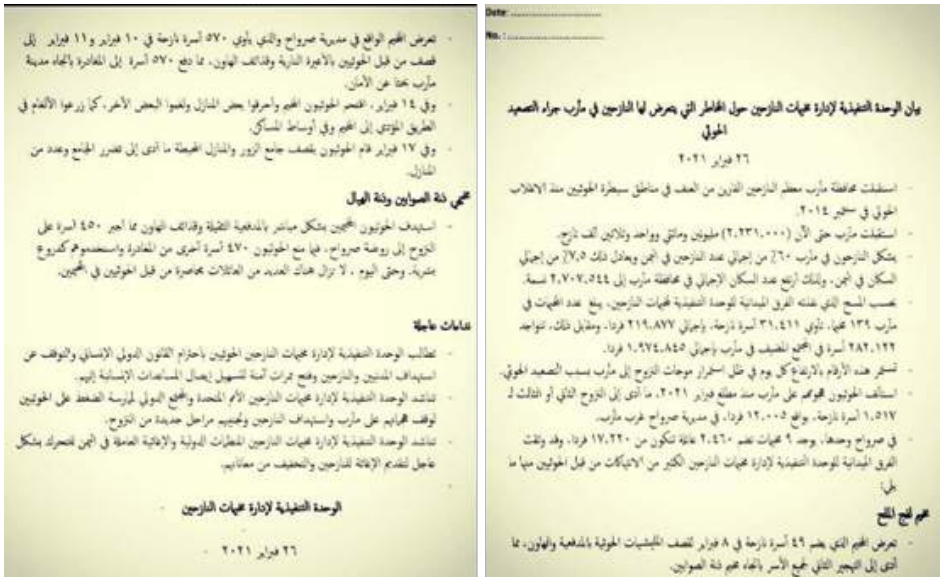 Date: ............................
No.: ............................
بيان الوحدة التنفيذية لإدارة مخيمات النازحين حول المخاطر التي يتعرض لها النازحين في مأرب جراء التصعيد
الحوثي
٢٦ فبراير ٢٠٢١
- استقبلت محافظة مأرب معظم النازحين الفارين من العنف في مناطق سيطرة الحوثيين منذ الانقلاب
الحوثي في سبتمبر ٢٠١٤.
- استقبلت مأرب حتى الآن (٢،٢٣١،٠٠٠) مليونين ومائتي وواحد وثلاثين ألف نازح.
- يشكل النازحون في مأرب ٦٠٪ من إجمالي عدد النازحين في اليمن ويعادل ذلك ٧،٥٪ من إجمالي
السكان في اليمن، وبذلك ارتفع عدد السكان الإجمالي في محافظة مأرب إلى ٢،٧٠٧،٥٤٤ نسمة.
- بحسب المسح الذي نفذته الفرق الميدانية للوحدة التنفيذية لمخيمات النازحين، يبلغ عدد المخيمات في
مأرب ١٣٩ مخيما، تأوي ٣١،٤١١ أسرة نازحة، بإجمالي ٢١٩،٨٧٧ فردا، ومقابل ذلك، تتواجد
٢٨٢،١٢٢ أسرة في المجتمع المضيف في مأرب بإجمالي ١،٩٧٤،٨٤٥ فردا.
- تستمر هذه الأرقام بالارتفاع كل يوم في ظل استمرار موجات النزوح إلى مأرب بسبب التصعيد الحوثي.
- استأنف الحوثيون هجومهم على مأرب منذ مطلع فبراير ٢٠٢١، ما أدى إلى النزوح الثاني أو الثالث لـ
١،٥١٧ أسرة نازحة، بواقع ١٢،٠٠٥ فردا، في مديرية صرواح غرب مأرب.
- في صرواح وحدها، يوجد ٩ مخيمات تضم ٢،٤٦٠ عائلة تتكون من ١٧،٢٢٠ فردا، وقد وثقت
الفرق الميدانية للوحدة التنفيذية لإدارة مخيمات النازحين الكثير من الانتهاكات من قبل الحوثيين منها ما
يلي:
مخيم لفج الملح
- تعرض المخيم الذي يضم ٤٩ أسرة نازحة في ٨ فبراير لقصف المليشيات الحوثية بالمدفعية والهاون، مما
أدى إلى التهجير الثاني لجميع الأسر باتجاه مخيم ذنة الصوابين.
- تعرض المخيم الواقع في مديرية صرواح والذي يأوي ٥٧٠ أسرة نازحة في ١٠ فبراير و١١ فبراير إلى
قصف من قبل الحوثيين بالأعيرة النارية وقذائف الهاون، مما دفع ٥٧٠ أسرة إلى المغادرة باتجاه مدينة
مأرب بحثا عن الأمان.
- وفي ١٤ فبراير، اقتحم الحوثيون المخيم وأحرقوا بعض المنازل ولغموا البعض الآخر، كما زرعوا الألغام في
الطريق المؤدي إلى المخيم وفي أوساط المساكن.
- وفي ١٧ فبراير قام الحوثيون بقصف جامع الزور والمنازل المحيطة ما أدى إلى تضرر الجامع وعدد من
المنازل.
مخيمي ذنة الصوابين وذنة الهيال
- استهدف الحوثيون المخيمين بشكل مباشر بالمدفعية الثقيلة وقذائف الهاون مما أجبر ٤٥٠ أسرة على
النزوح إلى روضة صرواح، فيما منع الحوثيون ٤٧٠ أسرة أخرى من المغادرة واستخدموهم كدروع
بشرية. وحتى اليوم، لا تزال هناك العديد من العائلات محاصرة من قبل الحوثيين في المخيمين.
نداءات عاجلة
- تطالب الوحدة التنفيذية لإدارة مخيمات النازحين الحوثيين باحترام القانون الدولي الإنساني والتوقف عن
استهداف المدنيين والنازحين وفتح ممرات آمنة لتسهيل إيصال المساعدات الإنسانية إليهم.
- تناشد الوحدة التنفيذية لإدارة مخيمات النازحين الأمم المتحدة والمجتمع الدولي لممارسة الضغط على الحوثيين
لوقف هجماتهم على مأرب واستهداف النازحين وتجنيبهم مراحل جديدة من النزوح.
- تناشد الوحدة التنفيذية لإدارة مخيمات النازحين المنظمات الدولية والإغاثية العاملة في اليمن للتحرك بشكل
عاجل لتقديم الإغاثة للنازحين والتخفيف من معاناتهم.
الوحدة التنفيذية لإدارة مخيمات النازحين
٢٦ فبراير ٢٠٢١